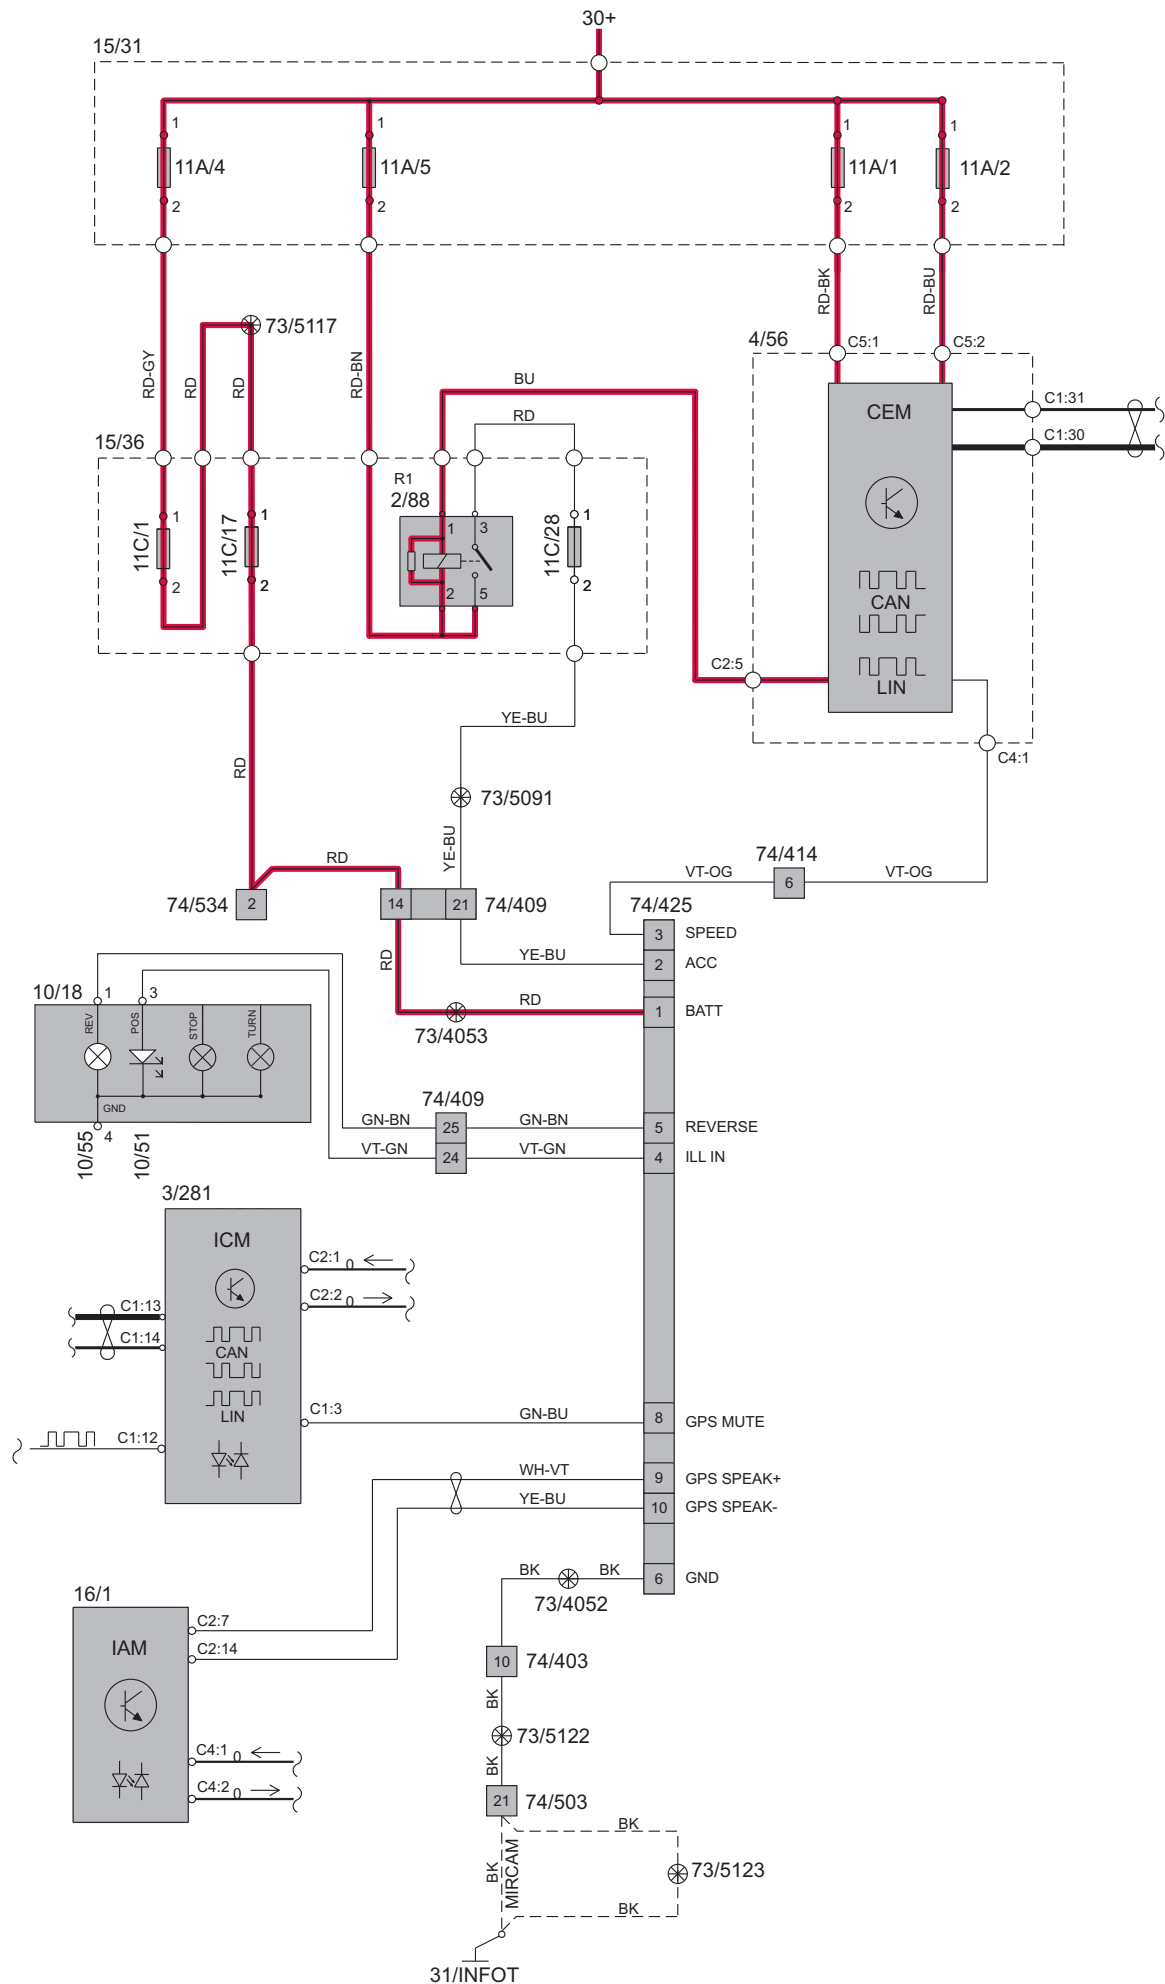 30+
15/31
1 1 1 1
11A/4 11A/5 11A/1 11A/2
2 2 2 2
RD-BK RD-BU
73/5117
4/56 C5:1 C5:2
RD-GY RD RD RD-BN
BU
CEM
C1:31
RD
C1:30
15/36
R1
2/88
1 1 1 3 1
11C/1 11C/17 11C/28
2 2 2 5 2
CAN
C2:5
LIN
YE-BU
C4:1
RD
73/5091
YE-BU
RD
74/414
VT-OG 6 VT-OG
74/534 2 14 21 74/409 74/425
3 SPEED
RD YE-BU 2 ACC
10/18 1 3
RD 1 BATT
REV POS STOP TURN
73/4053
GND
74/409
GN-BN 25 GN-BN 5 REVERSE
4
10/55 10/51
VT-GN 24 VT-GN 4 ILL IN
3/281
ICM
C2:1 0
C2:2 0
C1:13
C1:14
CAN
LIN
C1:3 GN-BU 8 GPS MUTE
C1:12
WH-VT 9 GPS SPEAK+
YE-BU 10 GPS SPEAK-
BK BK 6 GND
73/4052
16/1
C2:7
IAM
C2:14
10 74/403
BK
73/5122
C4:1 0
BK
C4:2 0
21 74/503
BK
BK MIRCAM
73/5123
BK
31/INFOT